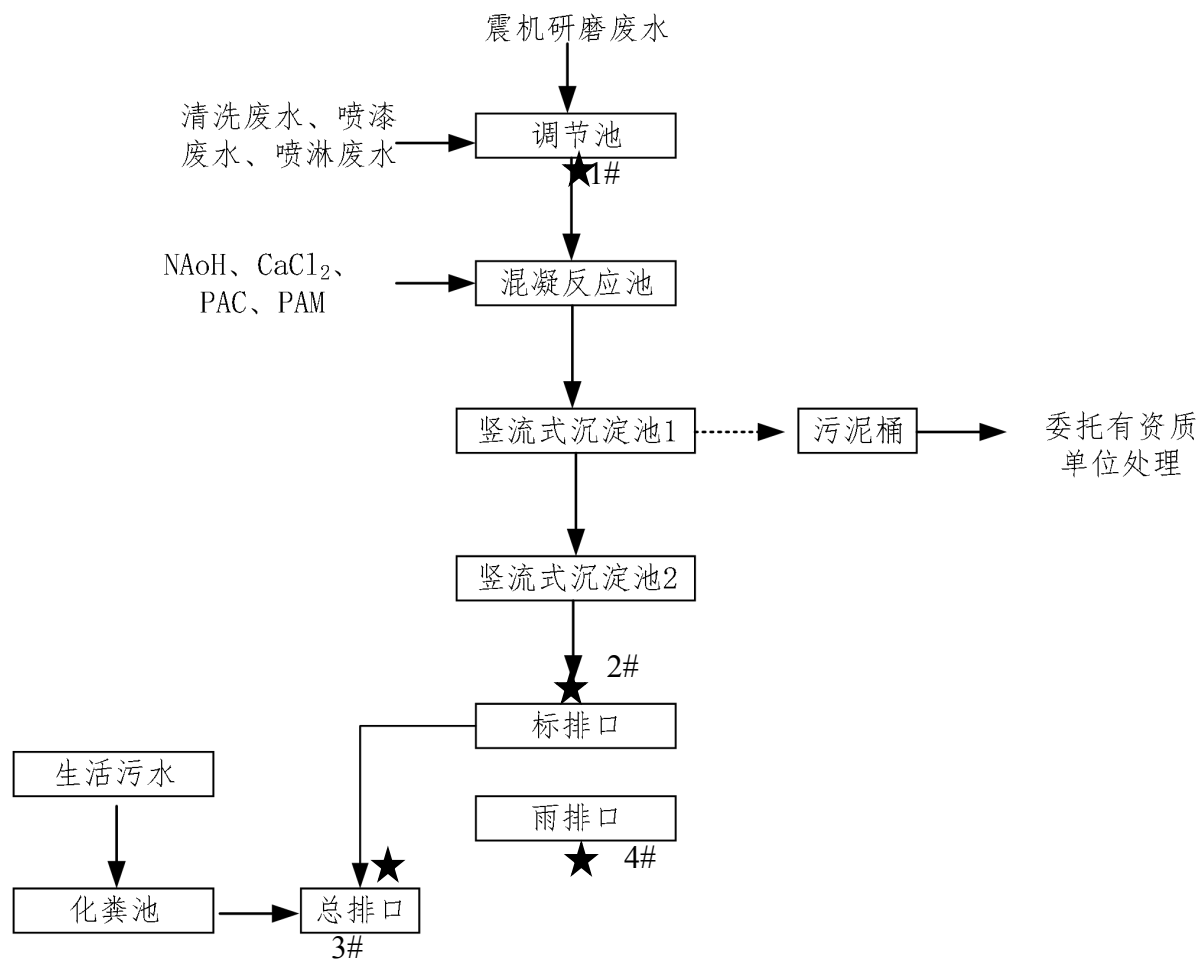 震机研磨废水
清洗废水、喷漆
废水、喷淋废水
调节池
1#
NAoH、CaCl₂、
PAC、PAM
混凝反应池
竖流式沉淀池1
污泥桶
委托有资质
单位处理
竖流式沉淀池2
2#
标排口
生活污水
雨排口
4#
化粪池
总排口
3#